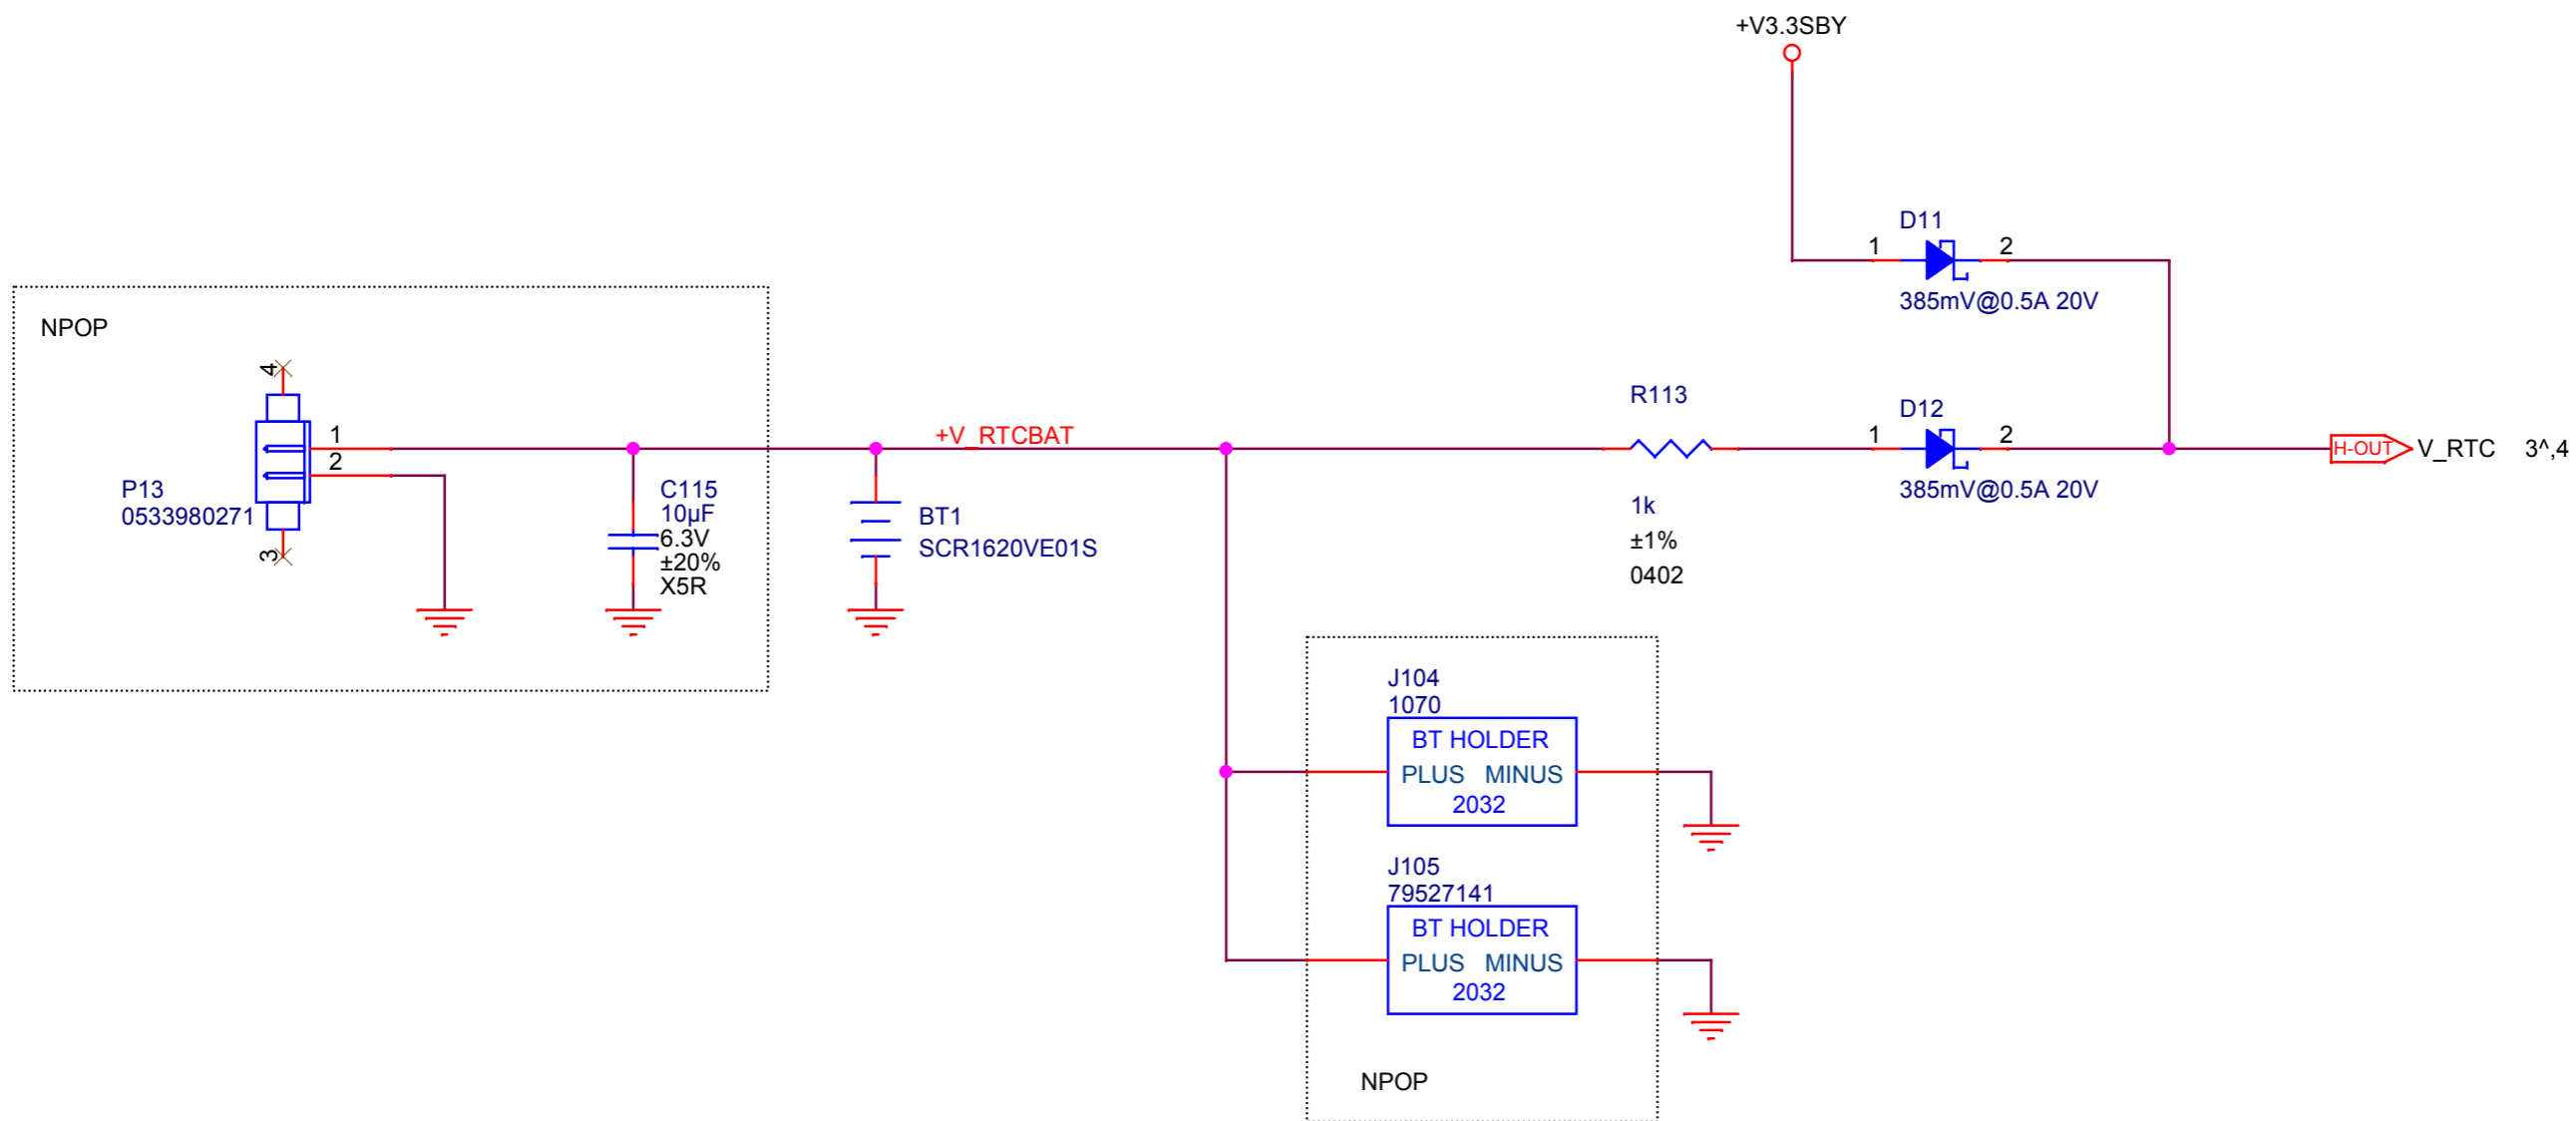 +V3.3SBY
D11
1
2
385mV@0.5A 20V
NPOP
4
1
2
3
P13
0533980271
C115
10µF
6.3V
±20%
X5R
+V_RTCBAT
BT1
SCR1620VE01S
R113
1k
±1%
0402
D12
1
2
385mV@0.5A 20V
H-OUT
V_RTC 3^,4
J104
1070
BT HOLDER
PLUS MINUS
2032
J105
79527141
BT HOLDER
PLUS MINUS
2032
NPOP